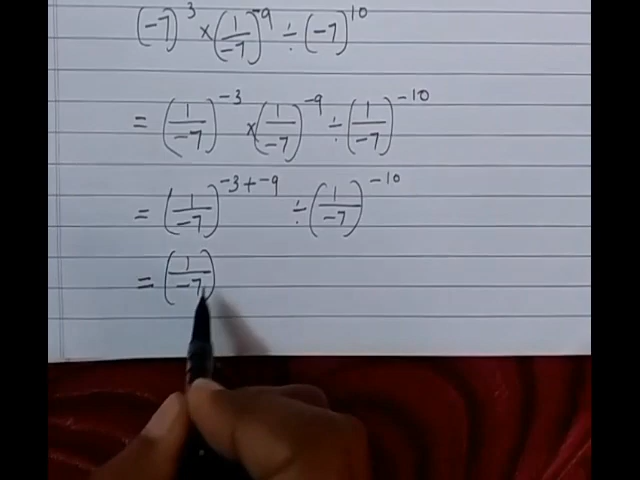 (-7)^3 × (1/-7)^-9 ÷ (-7)^10
= (1/-7)^-3 × (1/-7)^-9 ÷ (1/-7)^-10
= (1/-7)^-3+-9 ÷ (1/-7)^-10
= (1/-7)